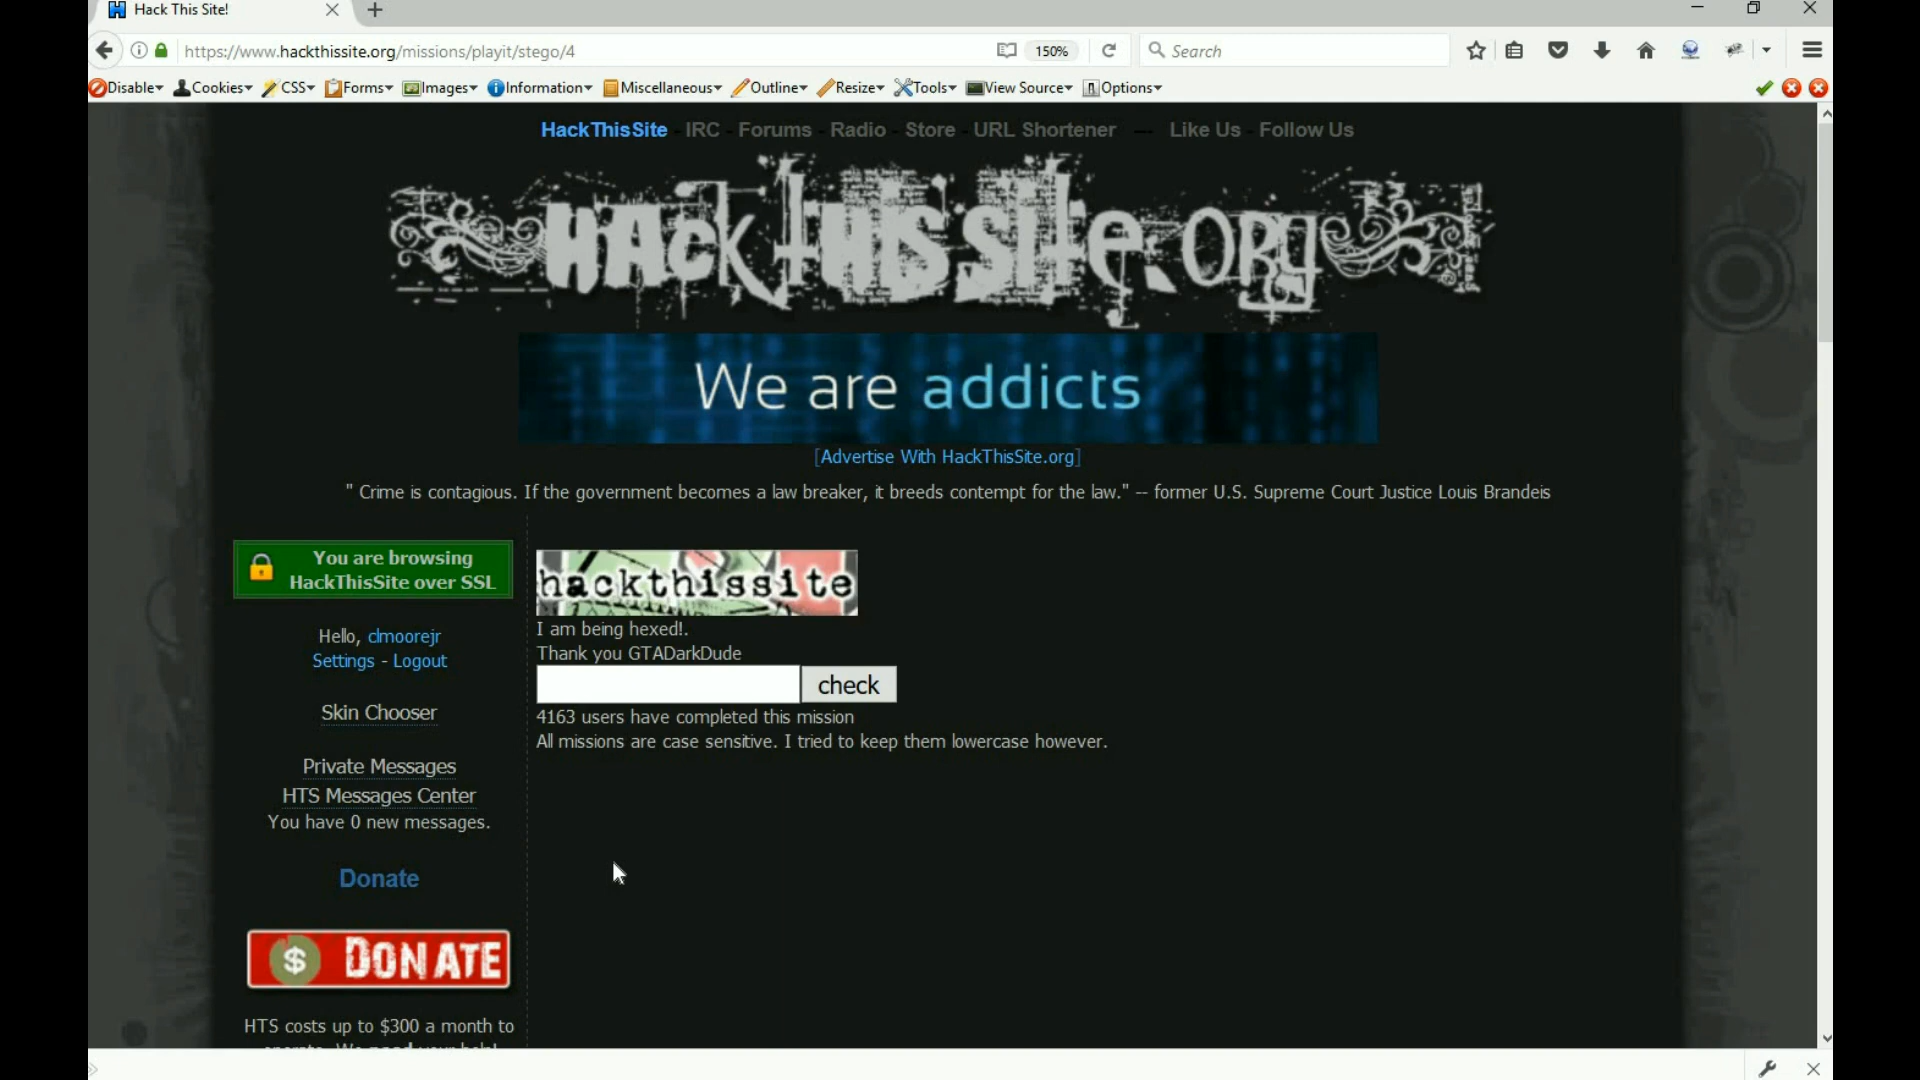 Hack This Site!
https://www.hackthissite.org/missions/playit/stego/4
150%
Search
Disable Cookies CSS Forms Images Information Miscellaneous Outline Resize Tools View Source Options
HackThisSite - IRC - Forums - Radio - Store - URL Shortener — Like Us - Follow Us
HAckthisSite.ORg
We are addicts
[Advertise With HackThisSite.org]
" Crime is contagious. If the government becomes a law breaker, it breeds contempt for the law." -- former U.S. Supreme Court Justice Louis Brandeis
You are browsing
HackThisSite over SSL
Hello, clmoorejr
Settings - Logout
Skin Chooser
Private Messages
HTS Messages Center
You have 0 new messages.
Donate
$ DONATE
HTS costs up to $300 a month to
hackthissite
I am being hexed!.
Thank you GTADarkDude
check
4163 users have completed this mission
All missions are case sensitive. I tried to keep them lowercase however.